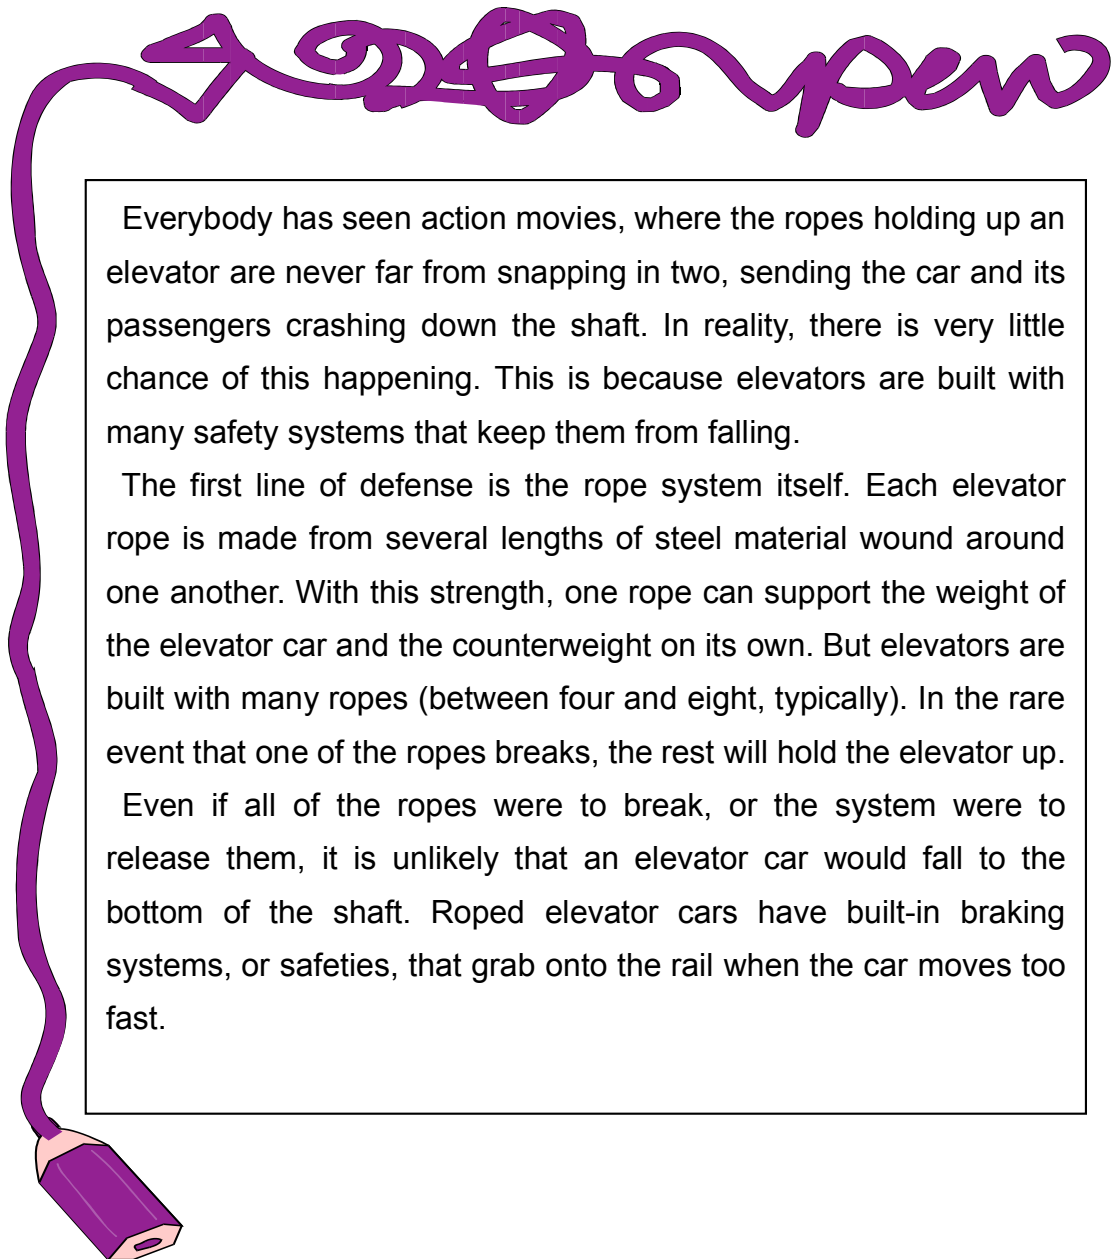 pen
Everybody has seen action movies, where the ropes holding up an
elevator are never far from snapping in two, sending the car and its
passengers crashing down the shaft. In reality, there is very little
chance of this happening. This is because elevators are built with
many safety systems that keep them from falling.
The first line of defense is the rope system itself. Each elevator
rope is made from several lengths of steel material wound around
one another. With this strength, one rope can support the weight of
the elevator car and the counterweight on its own. But elevators are
built with many ropes (between four and eight, typically). In the rare
event that one of the ropes breaks, the rest will hold the elevator up.
Even if all of the ropes were to break, or the system were to
release them, it is unlikely that an elevator car would fall to the
bottom of the shaft. Roped elevator cars have built-in braking
systems, or safeties, that grab onto the rail when the car moves too
fast.